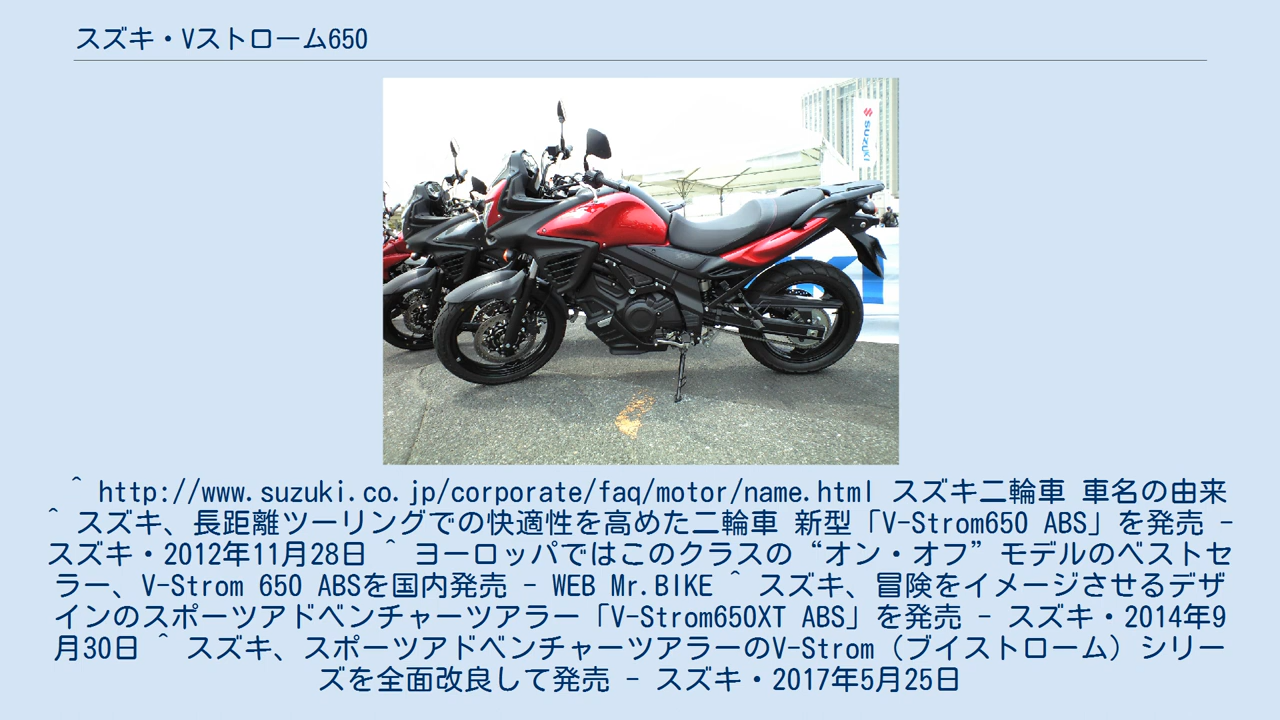 スズキ・Vストローム650
SUZUKI
^ http://www.suzuki.co.jp/corporate/faq/motor/name.html スズキ二輪車 車名の由来
^ スズキ、長距離ツーリングでの快適性を高めた二輪車 新型「V-Strom650 ABS」を発売 -
スズキ・2012年11月28日 ^ ヨーロッパではこのクラスの“オン・オフ”モデルのベストセ
ラー、V-Strom 650 ABSを国内発売 - WEB Mr.BIKE ^ スズキ、冒険をイメージさせるデザ
インのスポーツアドベンチャーツアラー「V-Strom650XT ABS」を発売 - スズキ・2014年9
月30日 ^ スズキ、スポーツアドベンチャーツアラーのV-Strom（ブイストローム）シリー
ズを全面改良して発売 - スズキ・2017年5月25日